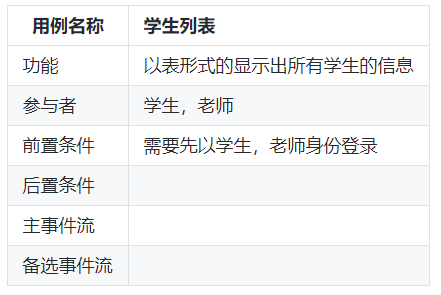 用例名称 学生列表
功能 以表形式的显示出所有学生的信息
参与者 学生，老师
前置条件 需要先以学生，老师身份登录
后置条件
主事件流
备选事件流